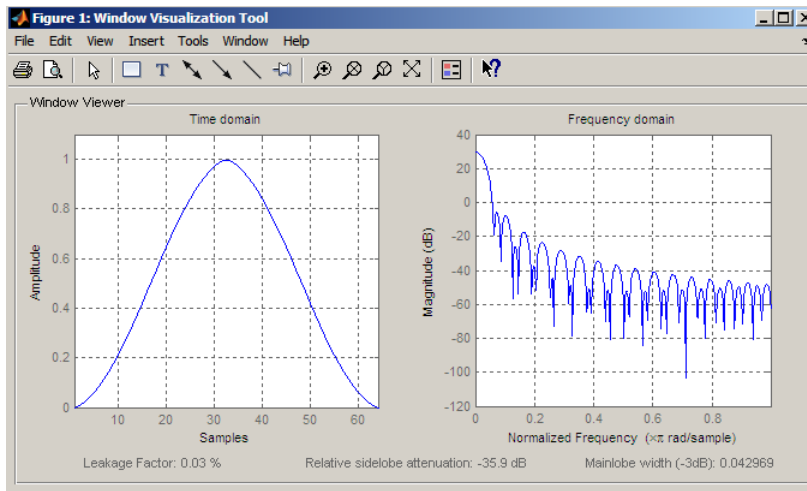 Figure 1: Window Visualization Tool
File Edit View Insert Tools Window Help
T
?
Window Viewer
Time domain
1
0.8
0.6
0.4
0.2
0
Amplitude
10 20 30 40 50 60
Samples
Frequency domain
40
20
0
-20
-40
-60
-80
-100
-120
Magnitude (dB)
0 0.2 0.4 0.6 0.8
Normalized Frequency (×π rad/sample)
Leakage Factor: 0.03 % Relative sidelobe attenuation: -35.9 dB Mainlobe width (-3dB): 0.042969